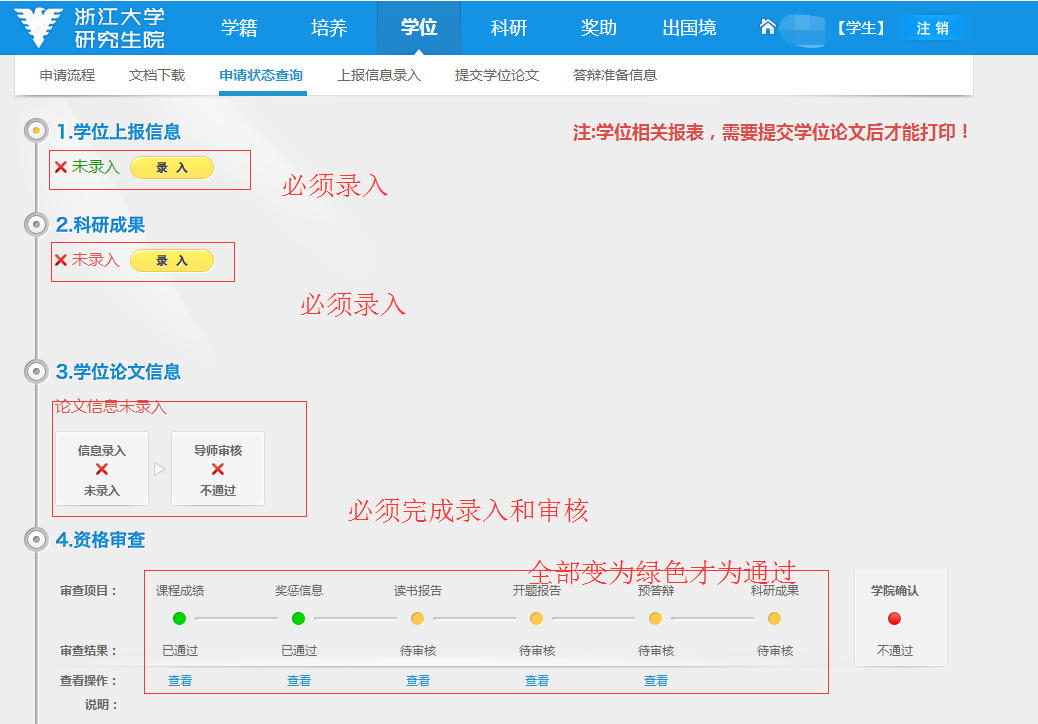 浙江大学
研究生院
学籍 培养 学位 科研 奖助 出国境 【学生】 注 销
申请流程 文档下载 申请状态查询 上报信息录入 提交学位论文 答辩准备信息
1.学位上报信息 注:学位相关报表，需要提交学位论文后才能打印！
未录入 录 入
必须录入
2.科研成果
未录入 录 入
必须录入
3.学位论文信息
论文信息未录入
信息录入 导师审核
未录入 不通过
必须完成录入和审核
4.资格审查
全部变为绿色才为通过
审查项目： 课程成绩 奖惩信息 读书报告 开题报告 预答辩 科研成果 学院确认
审查结果： 已通过 已通过 待审核 待审核 待审核 待审核 不通过
查看操作： 查看 查看 查看 查看 查看
说明：